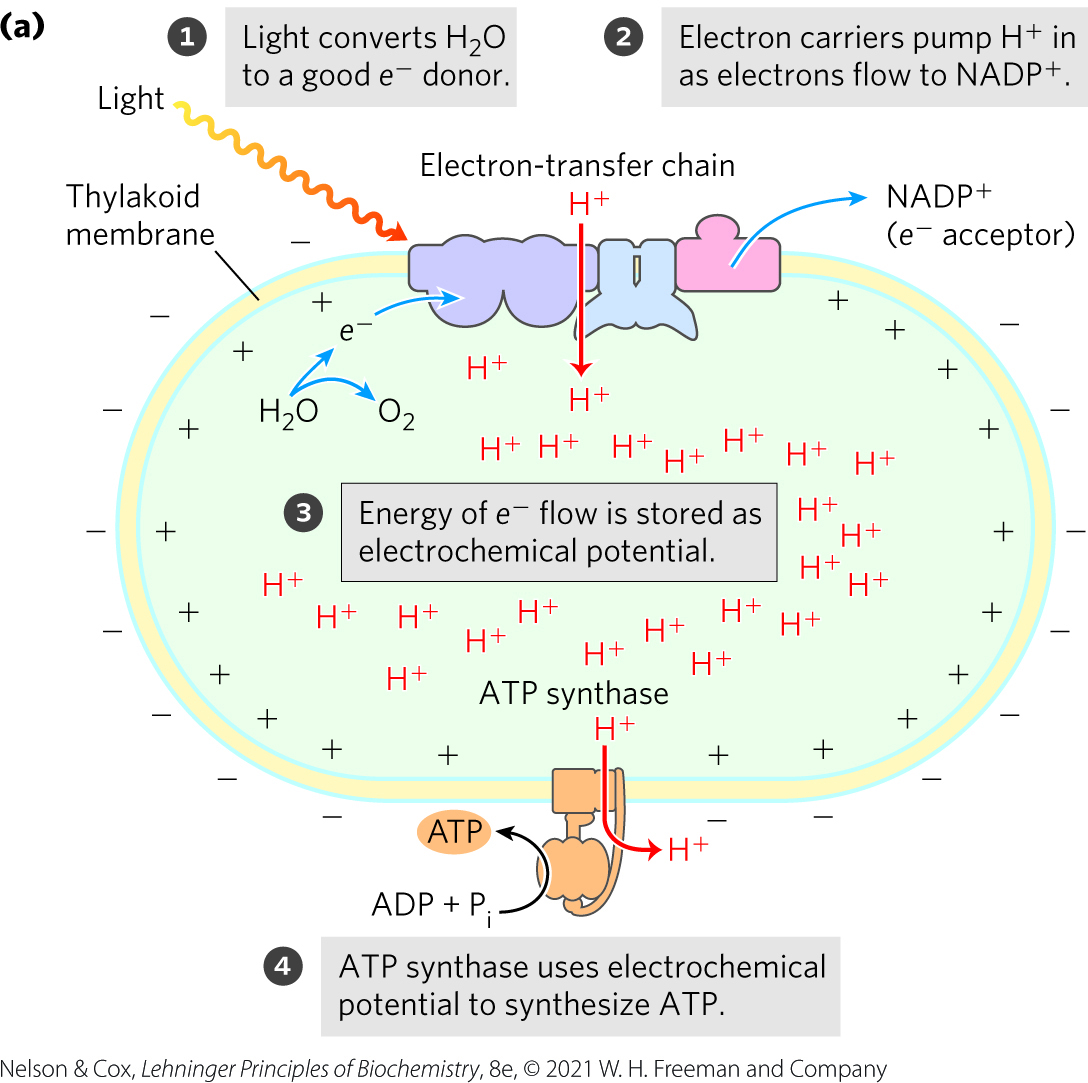 (a)
1 Light converts H₂O
to a good e⁻ donor.
2 Electron carriers pump H⁺ in
as electrons flow to NADP⁺.
Light
Electron-transfer chain
H⁺
NADP⁺
(e⁻ acceptor)
Thylakoid
membrane
−
−
−
+
+
+
+
e⁻
+
−
H⁺
H⁺
H₂O
O₂
−
−
+
+
H⁺ H⁺ H⁺ H⁺ H⁺ H⁺ H⁺
3 Energy of e⁻ flow is stored as
electrochemical potential.
H⁺
H⁺
H⁺
H⁺
−
+
+
−
H⁺
H⁺ H⁺ H⁺ H⁺ H⁺
+
+
H⁺ H⁺
−
−
H⁺ H⁺
H⁺
+
+
ATP synthase
H⁺
−
+
+
−
+
+
+
+
−
−
−
−
−
ATP
H⁺
ADP + Pᵢ
4 ATP synthase uses electrochemical
potential to synthesize ATP.
Nelson & Cox, Lehninger Principles of Biochemistry, 8e, © 2021 W. H. Freeman and Company